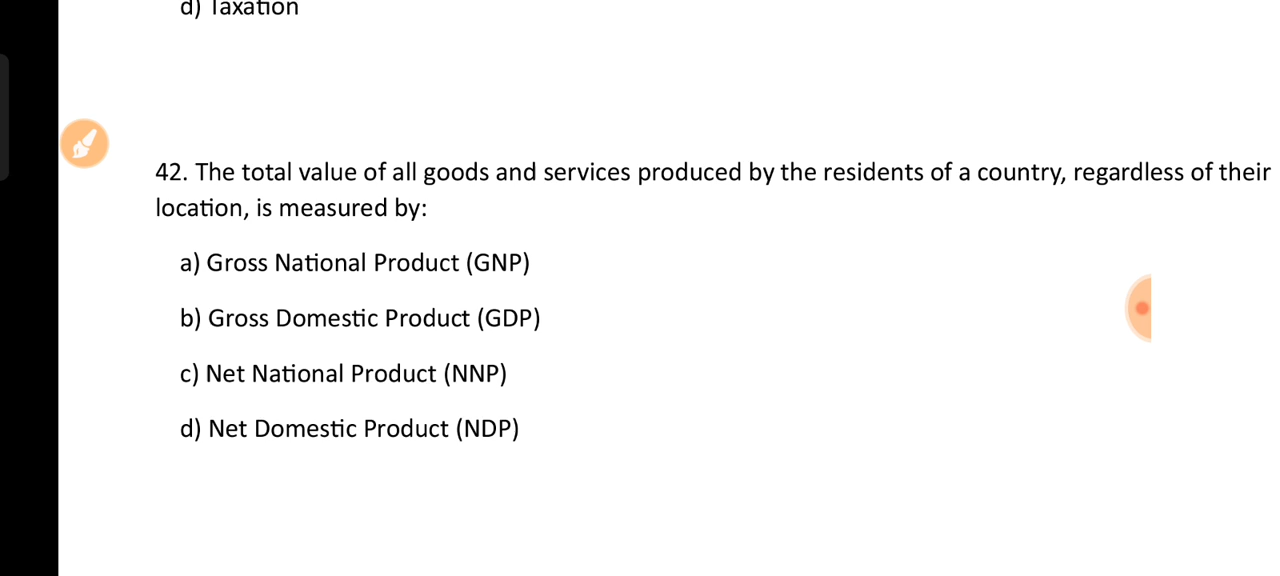 d) Taxation
42. The total value of all goods and services produced by the residents of a country, regardless of their
location, is measured by:
a) Gross National Product (GNP)
b) Gross Domestic Product (GDP)
c) Net National Product (NNP)
d) Net Domestic Product (NDP)